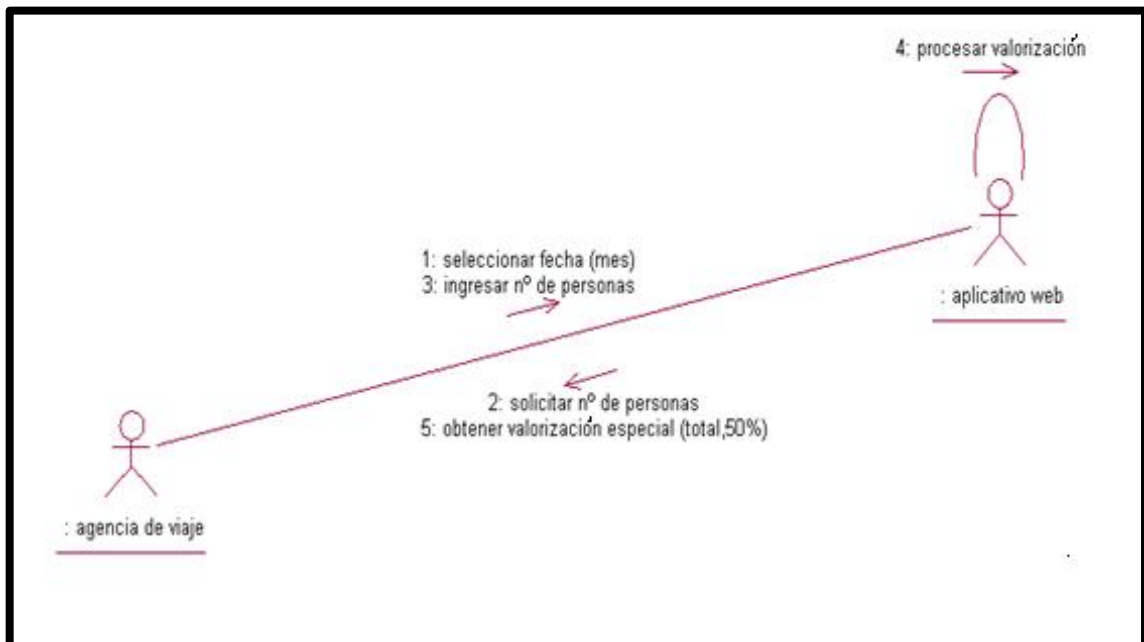 4: procesar valorización
1: seleccionar fecha (mes)
3: ingresar nº de personas
: aplicativo web
2: solicitar nº de personas
5: obtener valorización especial (total,50%)
: agencia de viaje